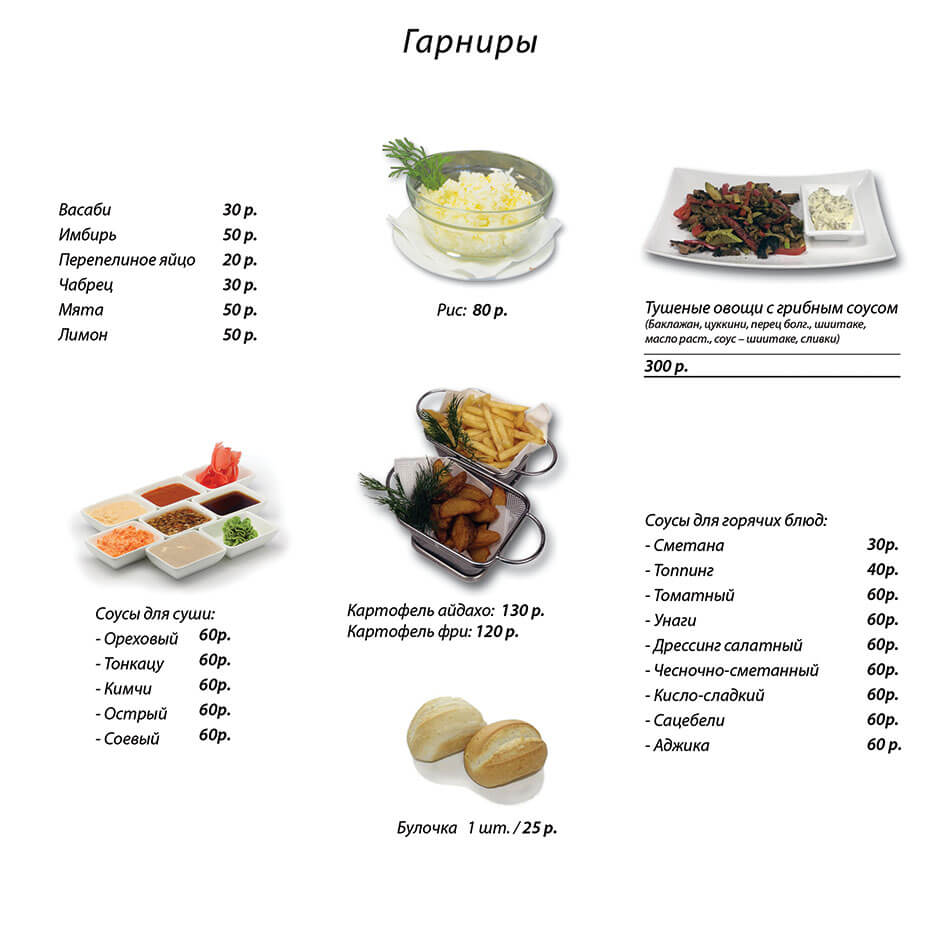 Гарниры
Васаби 30 р.
Имбирь 50 р.
Перепелиное яйцо 20 р.
Чабрец 30 р.
Мята 50 р.
Лимон 50 р.
Рис: 80 р.
Тушеные овощи с грибным соусом
(Баклажан, цуккини, перец болг., шиитаке,
масло раст., соус – шиитаке, сливки)
300 р.
Соусы для суши:
- Ореховый 60р.
- Тонкацу 60р.
- Кимчи 60р.
- Острый 60р.
- Соевый 60р.
Картофель айдахо: 130 р.
Картофель фри: 120 р.
Булочка 1 шт. / 25 р.
Соусы для горячих блюд:
- Сметана 30р.
- Топпинг 40р.
- Томатный 60р.
- Унаги 60р.
- Дрессинг салатный 60р.
- Чесночно-сметанный 60р.
- Кисло-сладкий 60р.
- Сацебели 60р.
- Аджика 60 р.